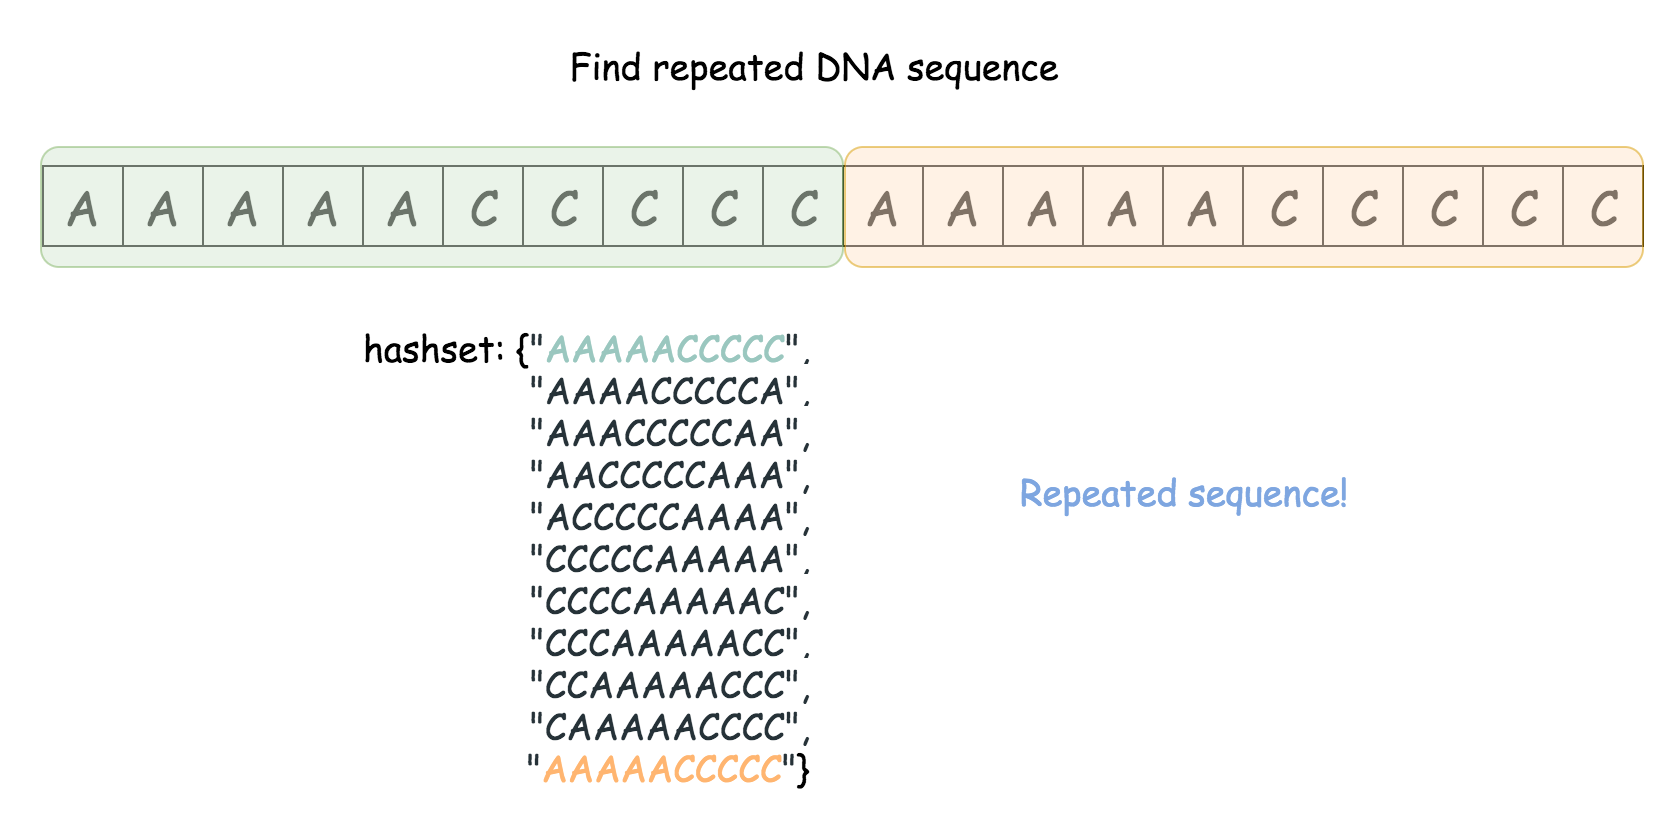 Find repeated DNA sequence
A A A A A C C C C C A A A A A C C C C C
hashset: {"AAAAACCCCC",
"AAAACCCCCA",
"AAACCCCCAA",
"AACCCCCAAA",
"ACCCCCAAAA",
"CCCCCAAAAA",
"CCCCAAAAAC",
"CCCAAAAACC",
"CCAAAAACCC",
"CAAAAACCCC",
"AAAAACCCCC"}
Repeated sequence!